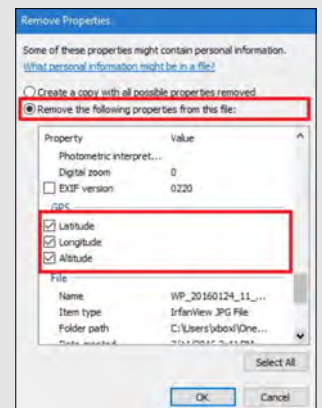 Remove Properties
Some of these properties might contain personal information.
What personal information might be in a file?
Create a copy with all possible properties removed
Remove the following properties from this file:
Property Value
Photometric interpret...
Digital zoom 0
EXIF version 0220
GPS
Latitude
Longitude
Altitude
File
Name WP_20160124_11_...
Item type IrfanView JPG File
Folder path C:\Users\xboxl\One...
Select All
OK Cancel